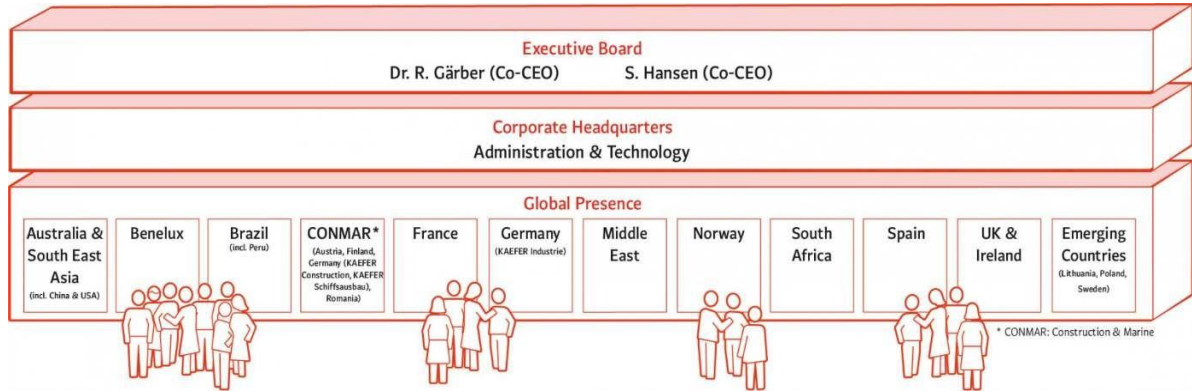 Executive Board
Dr. R. Gärber (Co-CEO) S. Hansen (Co-CEO)
Corporate Headquarters
Administration & Technology
Global Presence
Australia &
South East
Asia
(incl. China & USA)
Benelux
Brazil
(incl. Peru)
CONMAR*
(Austria, Finland,
Germany (KAEFER
Construction, KAEFER
Schiffsausbau),
Romania)
France
Germany
(KAEFER Industrie)
Middle
East
Norway
South
Africa
Spain
UK &
Ireland
Emerging
Countries
(Lithuania, Poland,
Sweden)
* CONMAR: Construction & Marine